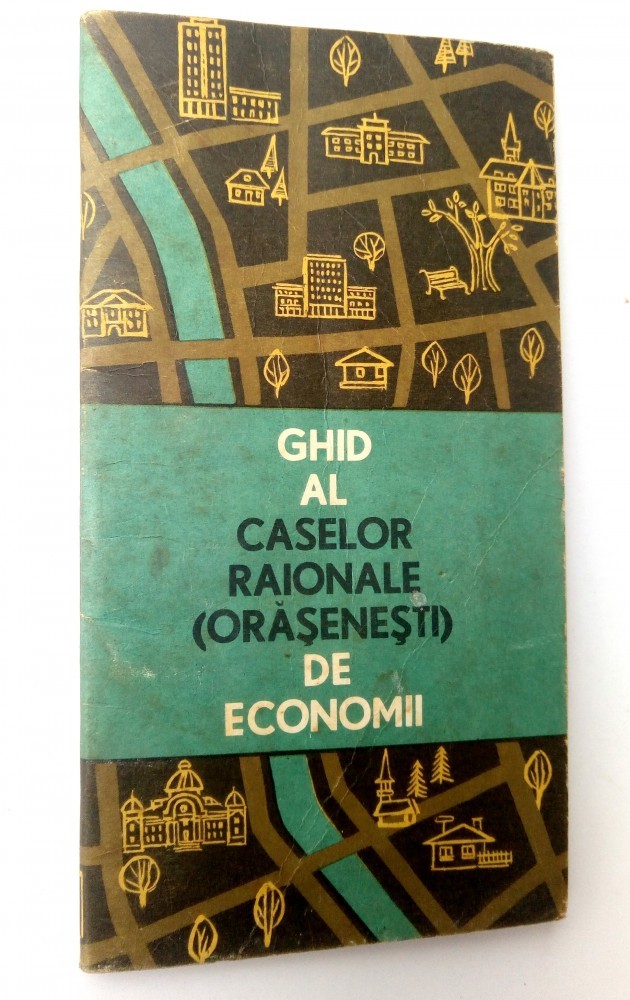 GHID
AL
CASELOR
RAIONALE
(ORĂŞENEŞTI)
DE
ECONOMII